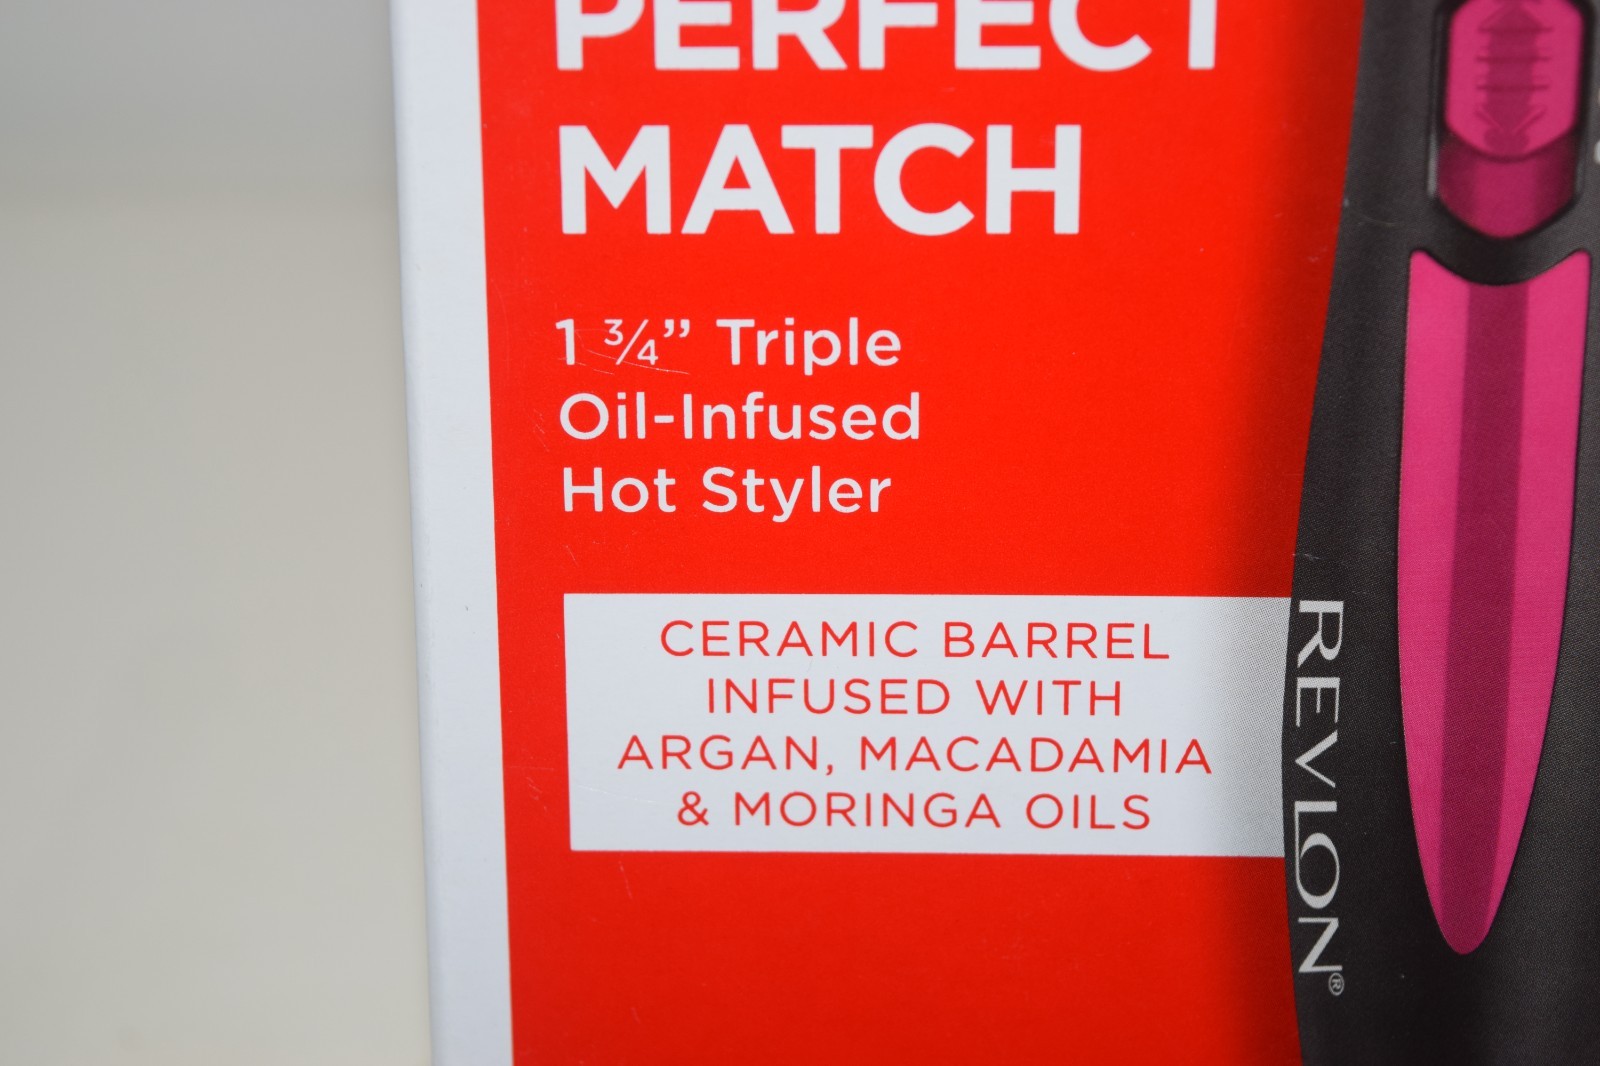 PERFECT
MATCH
1 ¾” Triple
Oil-Infused
Hot Styler
CERAMIC BARREL
INFUSED WITH
ARGAN, MACADAMIA
& MORINGA OILS
REVLON®